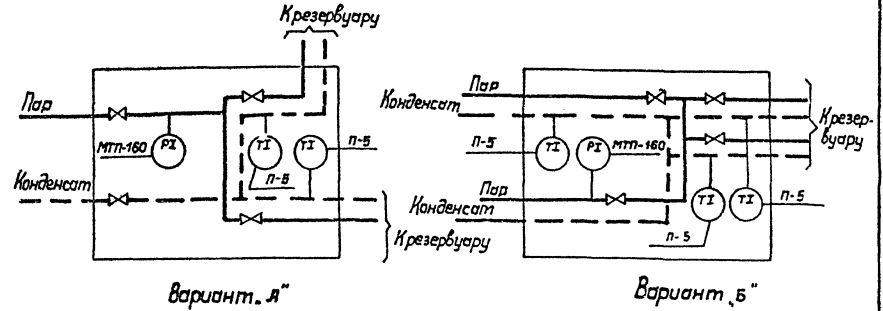 К резервуару
Пар
МТП-160
PI
TI
TI
П-5
П-5
Конденсат
К резервуару
Вариант „А"
Пар
Конденсат
П-5
TI
PI
МТП-160
К резер-
вуару
Пар
Конденсат
TI
TI
П-5
П-5
Вариант „Б"